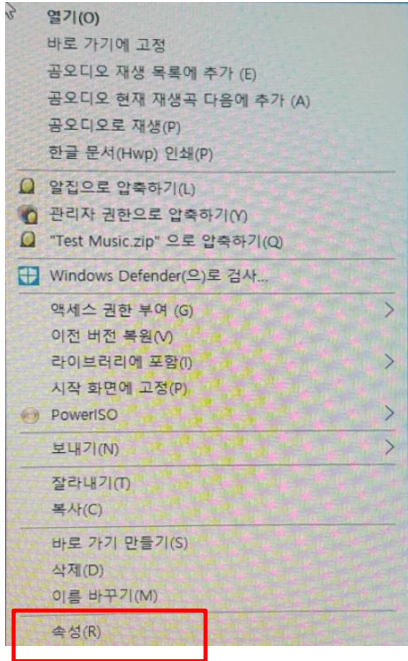 열기(O)
바로 가기에 고정
곰오디오 재생 목록에 추가 (E)
곰오디오 현재 재생곡 다음에 추가 (A)
곰오디오로 재생(P)
한글 문서(Hwp) 인쇄(P)
알집으로 압축하기(L)
관리자 권한으로 압축하기(Y)
"Test Music.zip" 으로 압축하기(Q)
Windows Defender(으)로 검사...
액세스 권한 부여 (G)
이전 버전 복원(V)
라이브러리에 포함(I)
시작 화면에 고정(P)
PowerISO
보내기(N)
잘라내기(T)
복사(C)
바로 가기 만들기(S)
삭제(D)
이름 바꾸기(M)
속성(R)